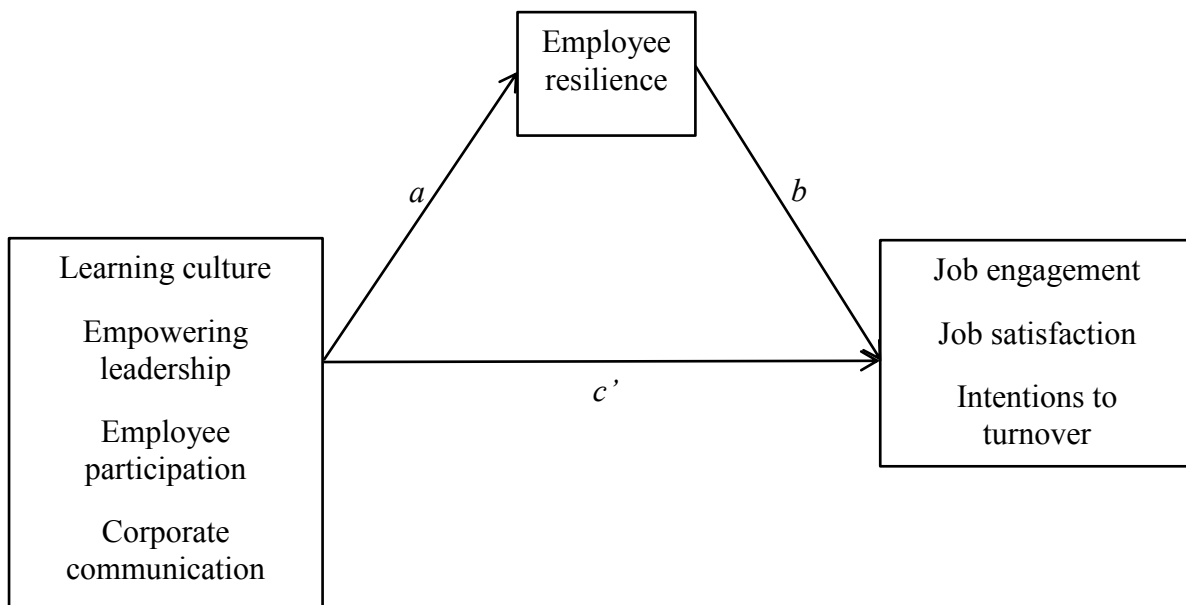 Employee
resilience
a
b
Learning culture
Empowering
leadership
Employee
participation
Corporate
communication
c’
Job engagement
Job satisfaction
Intentions to
turnover